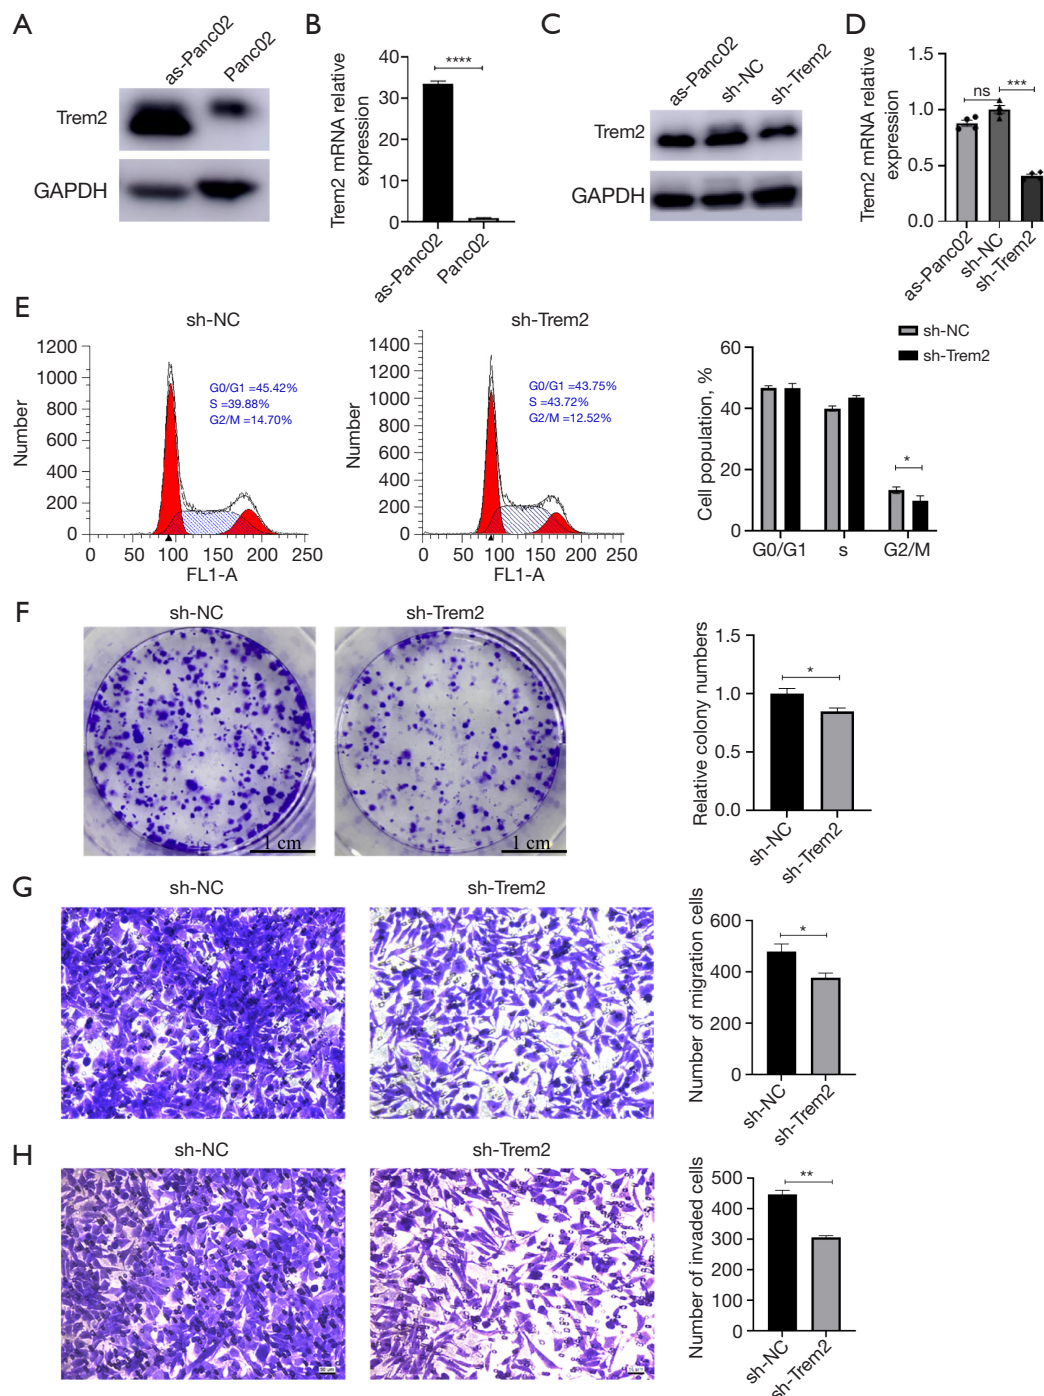 A
as-Panc02
Panc02
Trem2
GAPDH
B
Trem2 mRNA relative
expression
40
30
20
10
0
****
as-Panc02
Panc02
C
as-Panc02
sh-NC
sh-Trem2
Trem2
GAPDH
D
Trem2 mRNA relative
expression
1.5
1.0
0.5
0.0
ns
***
as-Panc02
sh-NC
sh-Trem2
E
sh-NC
Number
1200
1000
800
600
400
200
0
G0/G1 =45.42%
S =39.88%
G2/M =14.70%
0 50 100 150 200 250
FL1-A
sh-Trem2
Number
1400
1200
1000
800
600
400
200
0
G0/G1 =43.75%
S =43.72%
G2/M =12.52%
0 50 100 150 200 250
FL1-A
sh-NC
sh-Trem2
Cell population, %
60
40
20
0
*
G0/G1 s G2/M
F
sh-NC
1 cm
sh-Trem2
1 cm
Relative colony numbers
1.5
1.0
0.5
0.0
*
sh-NC
sh-Trem2
G
sh-NC
sh-Trem2
Number of migration cells
600
400
200
0
*
sh-NC
sh-Trem2
H
sh-NC
sh-Trem2
Number of invaded cells
500
400
300
200
100
0
**
sh-NC
sh-Trem2